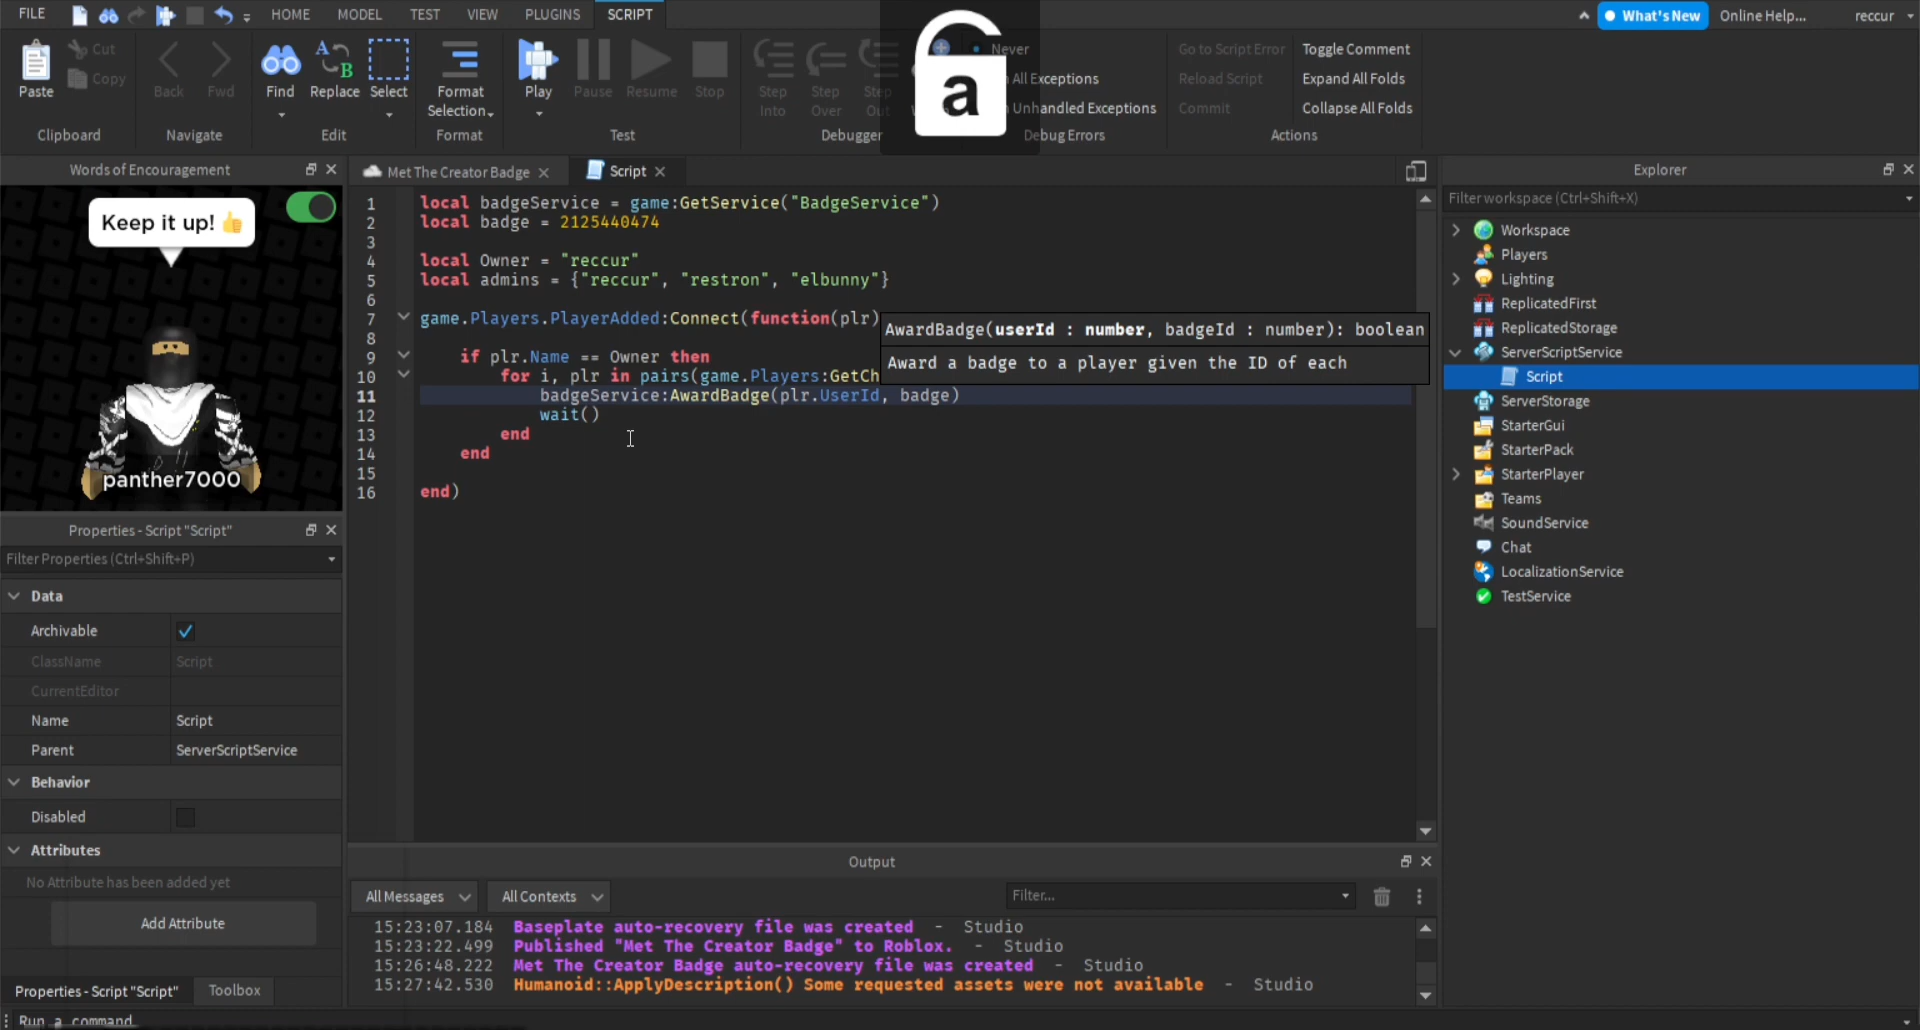 FILE HOME MODEL TEST VIEW PLUGINS SCRIPT What's New Online Help... reccur
Paste Cut Copy Back Fwd Find Replace Select Format Selection Play Pause Resume Stop Step Into Step Over Step Out
A B
a
Never
All Exceptions
Unhandled Exceptions
Go to Script Error Toggle Comment
Reload Script Expand All Folds
Commit Collapse All Folds
Clipboard Navigate Edit Format Test Debugger Debug Errors Actions
Words of Encouragement
Keep it up! 👍
panther7000
Properties - Script "Script"
Filter Properties (Ctrl+Shift+P)
Data
Archivable
ClassName Script
CurrentEditor
Name Script
Parent ServerScriptService
Behavior
Disabled
Attributes
No Attribute has been added yet
Add Attribute
Properties - Script "Script" Toolbox
Run a command
Met The Creator Badge Script
1 local badgeService = game:GetService("BadgeService")
2 local badge = 2125440474
3
4 local Owner = "reccur"
5 local admins = {"reccur", "restron", "elbunny"}
6
7 game.Players.PlayerAdded:Connect(function(plr)
8
9 if plr.Name == Owner then
10 for i, plr in pairs(game.Players:GetCh
11 badgeService:AwardBadge(plr.UserId, badge)
12 wait()
13 end
14 end
15
16 end)
AwardBadge(userId : number, badgeId : number): boolean
Award a badge to a player given the ID of each
Output
All Messages All Contexts Filter...
15:23:07.184 Baseplate auto-recovery file was created - Studio
15:23:22.499 Published "Met The Creator Badge" to Roblox. - Studio
15:26:48.222 Met The Creator Badge auto-recovery file was created - Studio
15:27:42.530 Humanoid::ApplyDescription() Some requested assets were not available - Studio
Explorer
Filter workspace (Ctrl+Shift+X)
Workspace
Players
Lighting
ReplicatedFirst
ReplicatedStorage
ServerScriptService
Script
ServerStorage
StarterGui
StarterPack
StarterPlayer
Teams
SoundService
Chat
LocalizationService
TestService